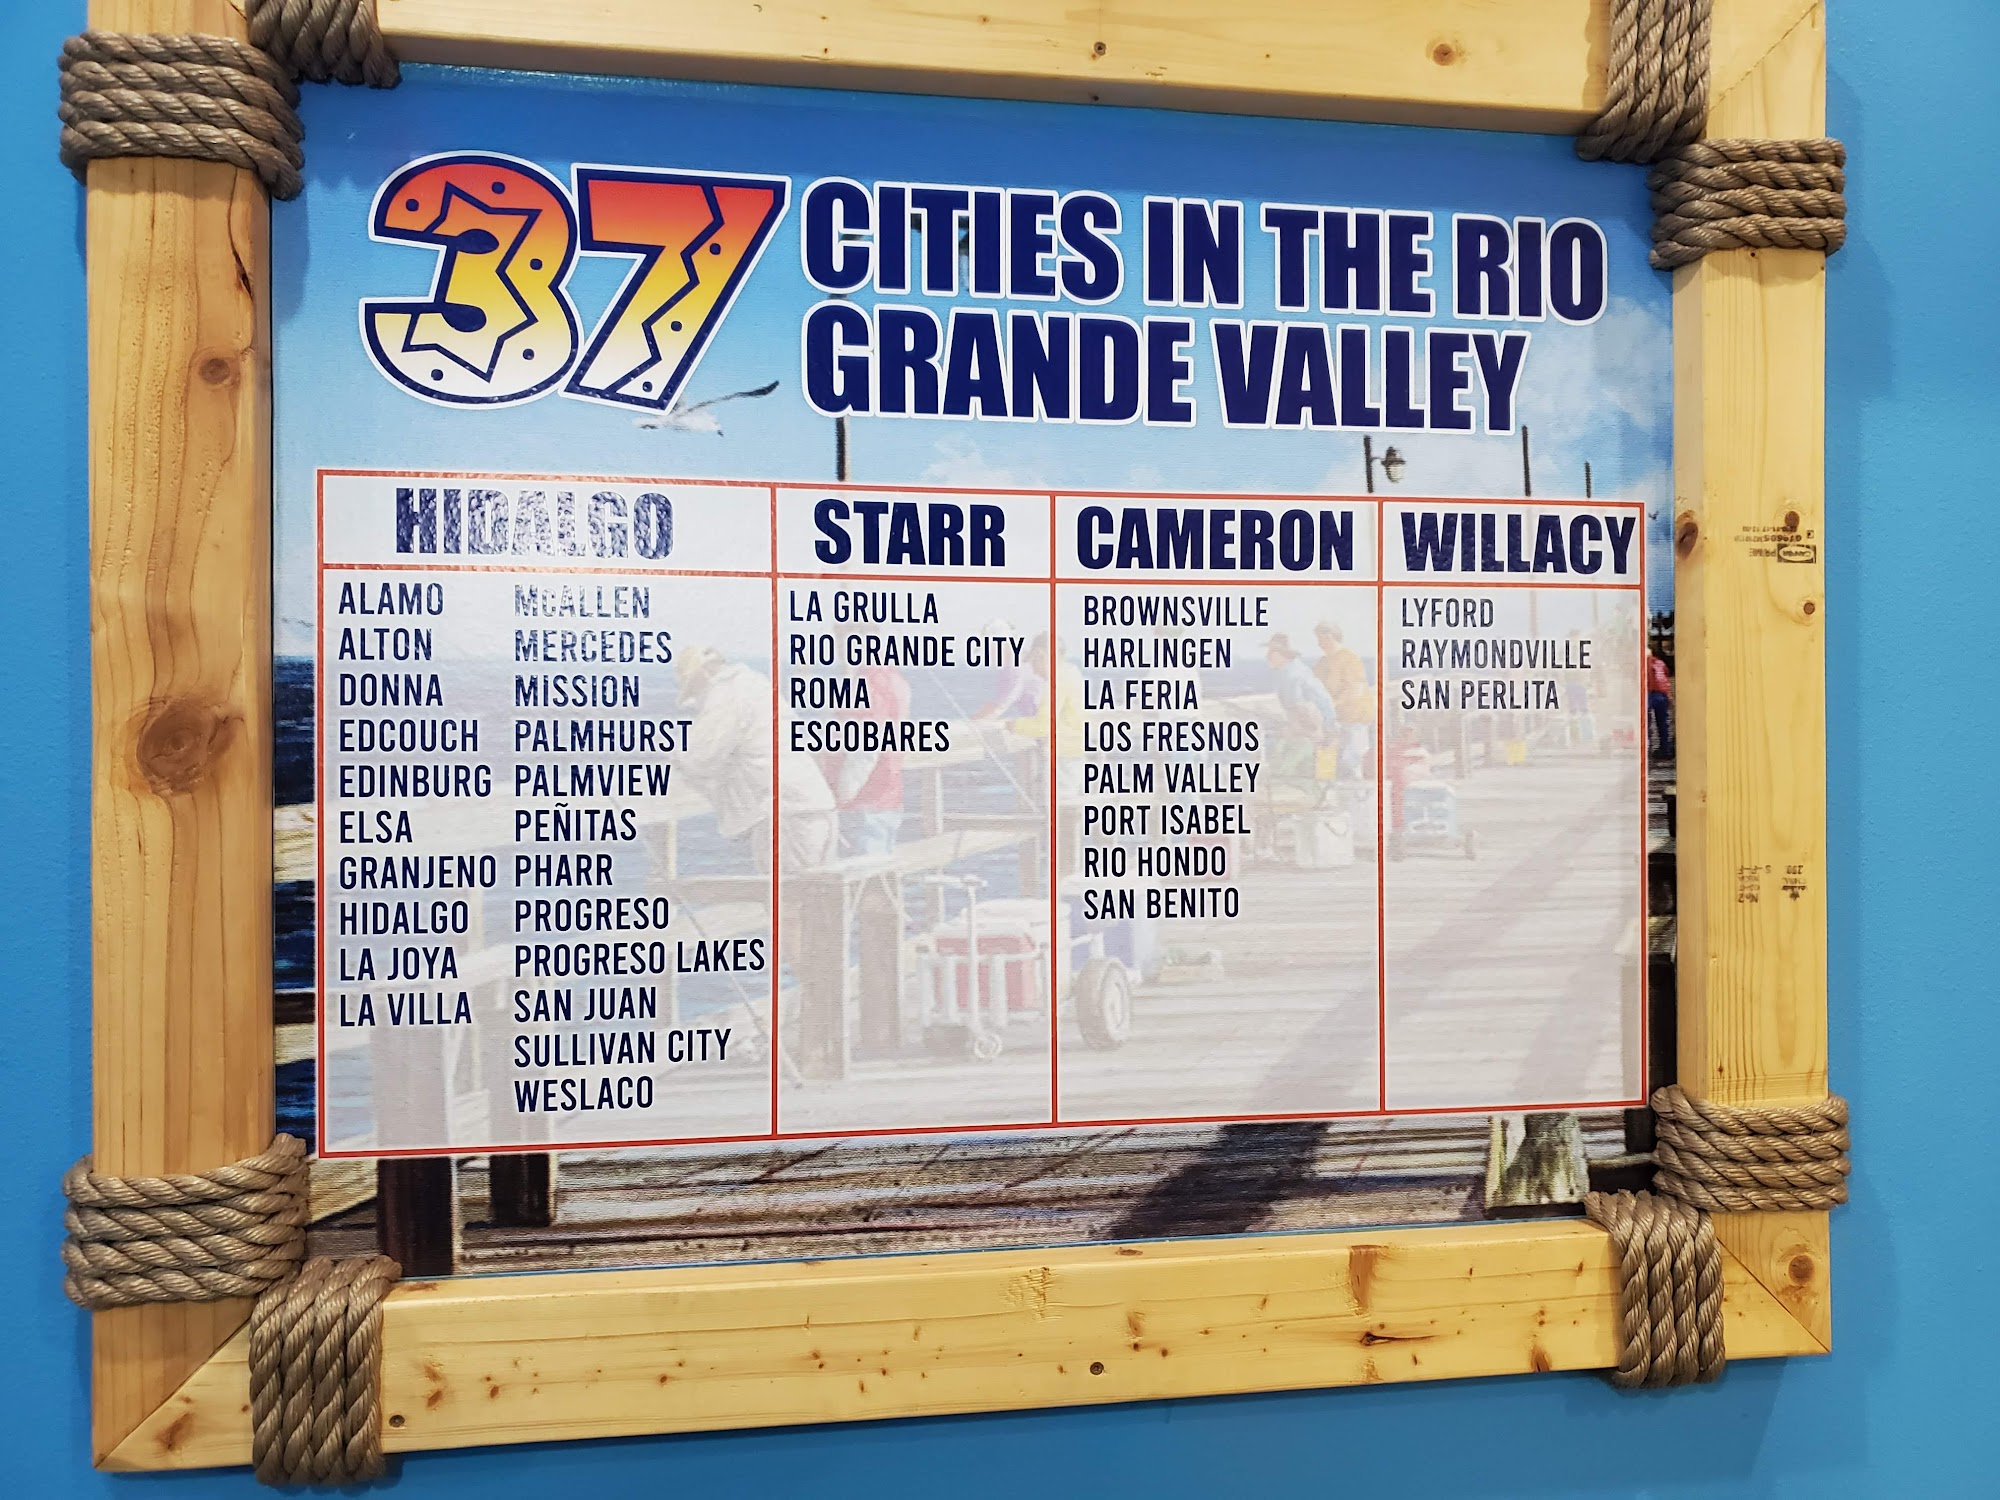 37 CITIES IN THE RIO
GRANDE VALLEY
HIDALGO
ALAMO
ALTON
DONNA
EDCOUCH
EDINBURG
ELSA
GRANJENO
HIDALGO
LA JOYA
LA VILLA
McALLEN
MERCEDES
MISSION
PALMHURST
PALMVIEW
PEÑITAS
PHARR
PROGRESO
PROGRESO LAKES
SAN JUAN
SULLIVAN CITY
WESLACO
STARR
LA GRULLA
RIO GRANDE CITY
ROMA
ESCOBARES
CAMERON
BROWNSVILLE
HARLINGEN
LA FERIA
LOS FRESNOS
PALM VALLEY
PORT ISABEL
RIO HONDO
SAN BENITO
WILLACY
LYFORD
RAYMONDVILLE
SAN PERLITA